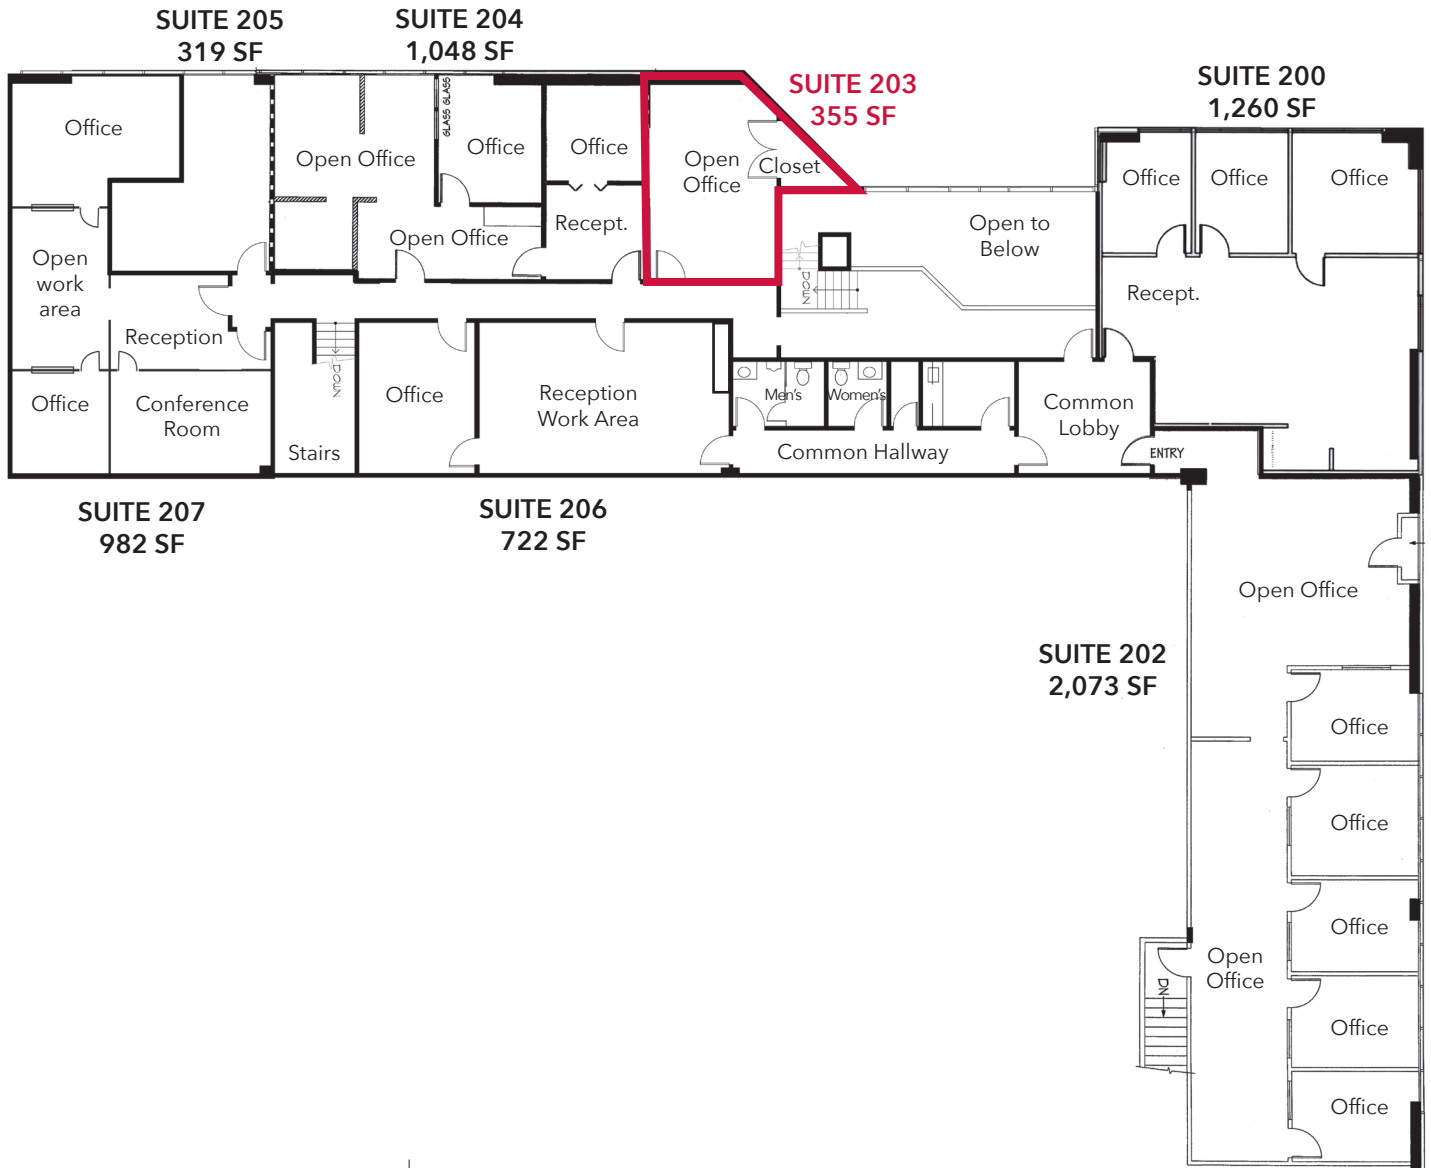 SUITE 205
319 SF
SUITE 204
1,048 SF
SUITE 203
355 SF
SUITE 200
1,260 SF
Office
Open Office
GLASS GLASS
Office
Office
Open
Office
Closet
Office
Office
Office
Open
work
area
Open Office
Recept.
Open to
Below
Recept.
DOWN
Reception
Office
Conference
Room
DOWN
Stairs
Office
Reception
Work Area
Men's
Women's
Common Hallway
Common
Lobby
ENTRY
SUITE 207
982 SF
SUITE 206
722 SF
Open Office
SUITE 202
2,073 SF
Office
Office
Office
Open
Office
DN
Office
Office